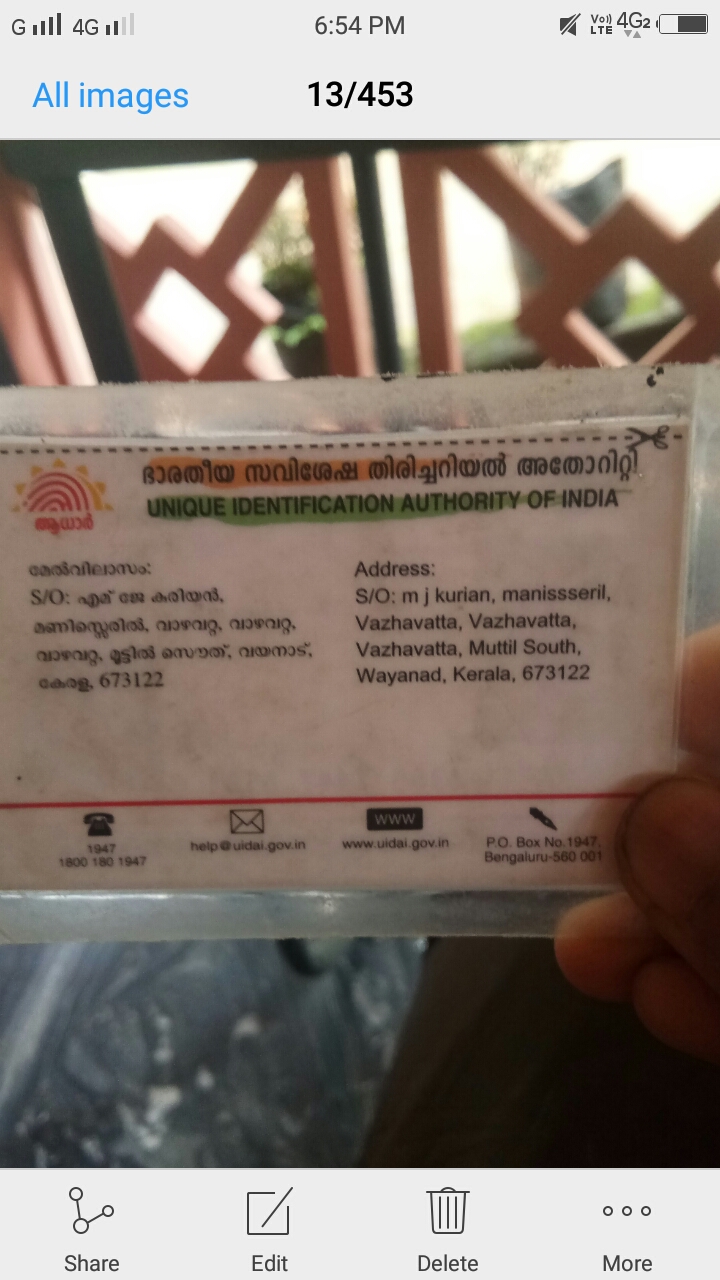 G 4G 6:54 PM Vo)) LTE 4G2
All images 13/453
ഭാരതീയ സവിശേഷ തിരിച്ചറിയൽ അതോറിറ്റി
UNIQUE IDENTIFICATION AUTHORITY OF INDIA
ആധാർ
മേൽവിലാസം:
S/O: എമ് ജേ കുരിയൻ,
മണിസ്സെരിൽ, വാഴവറ്റ, വാഴവറ്റ,
വാഴവറ്റ, മൂട്ടിൽ സൌത്, വയനാട്,
കേരള, 673122
Address:
S/O: m j kurian, manissseril,
Vazhavatta, Vazhavatta,
Vazhavatta, Muttil South,
Wayanad, Kerala, 673122
1947
1800 180 1947
help@uidai.gov.in
www
www.uidai.gov.in
P.O. Box No.1947,
Bengaluru-560 001
Share Edit Delete More